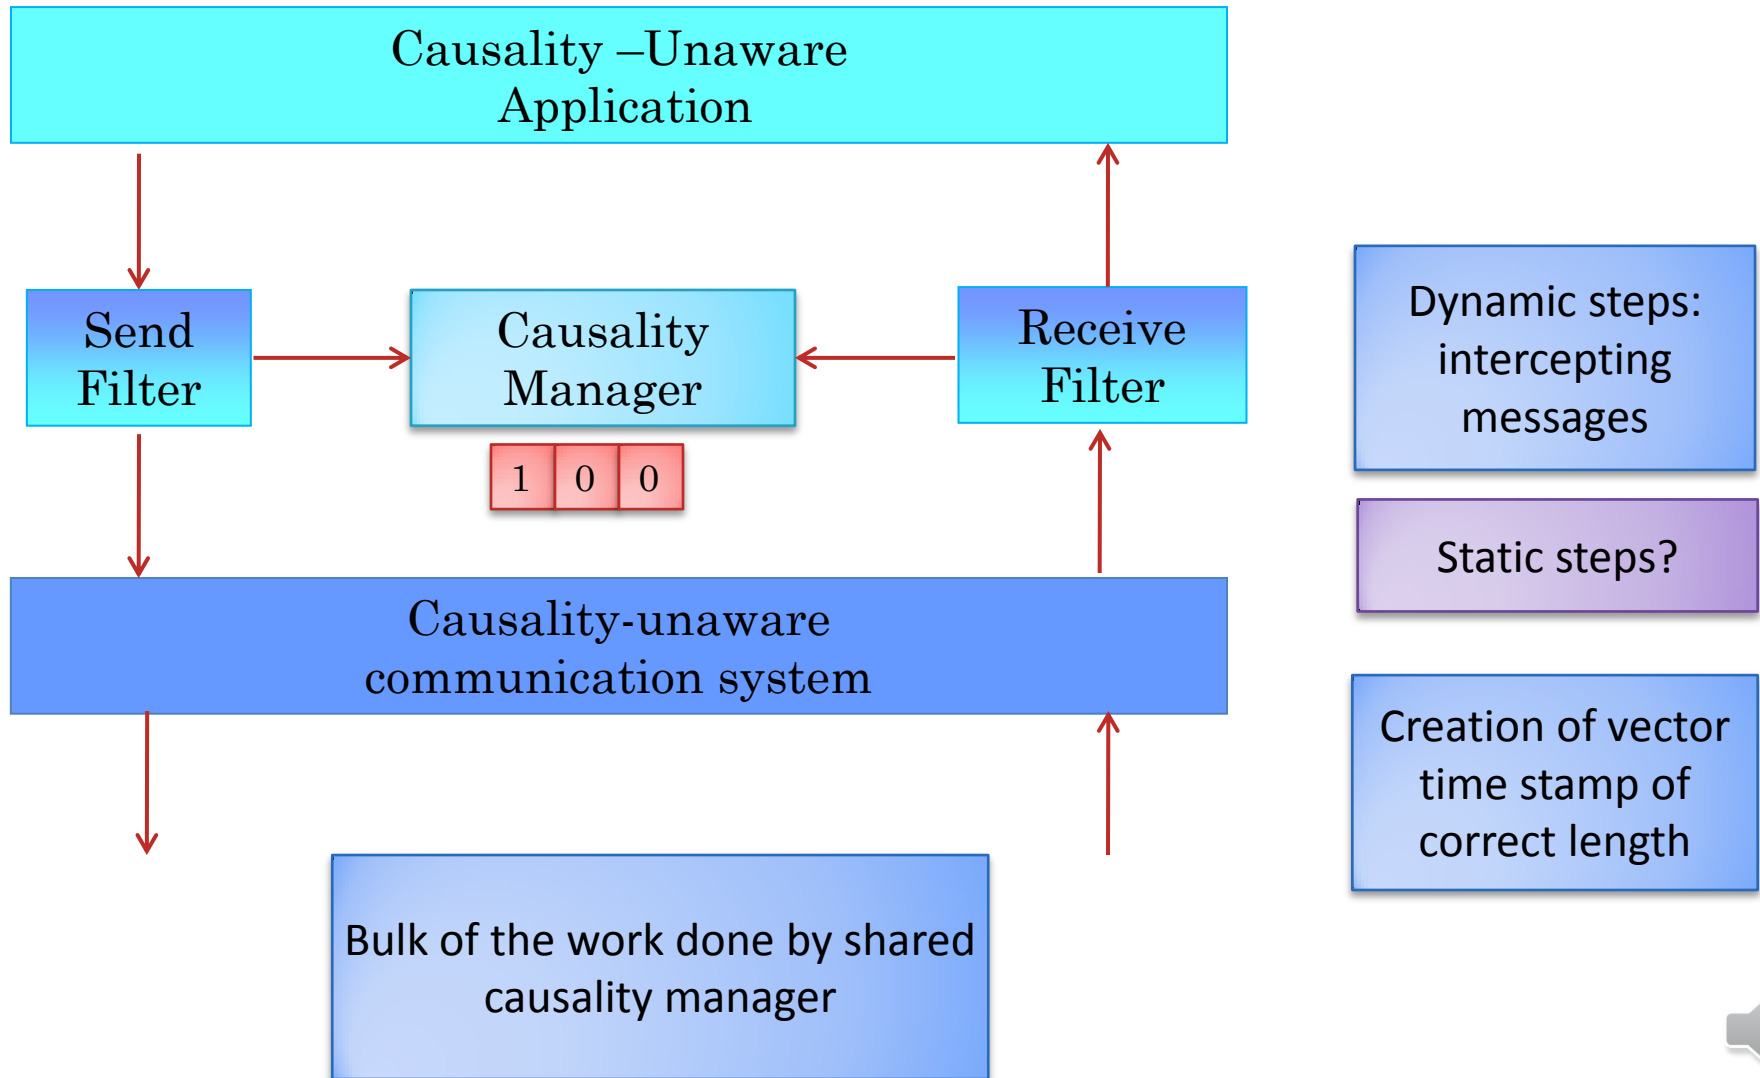 Causality –Unaware
Application
Send
Filter
Causality
Manager
Receive
Filter
1 0 0
Causality-unaware
communication system
Bulk of the work done by shared
causality manager
Dynamic steps:
intercepting
messages
Static steps?
Creation of vector
time stamp of
correct length